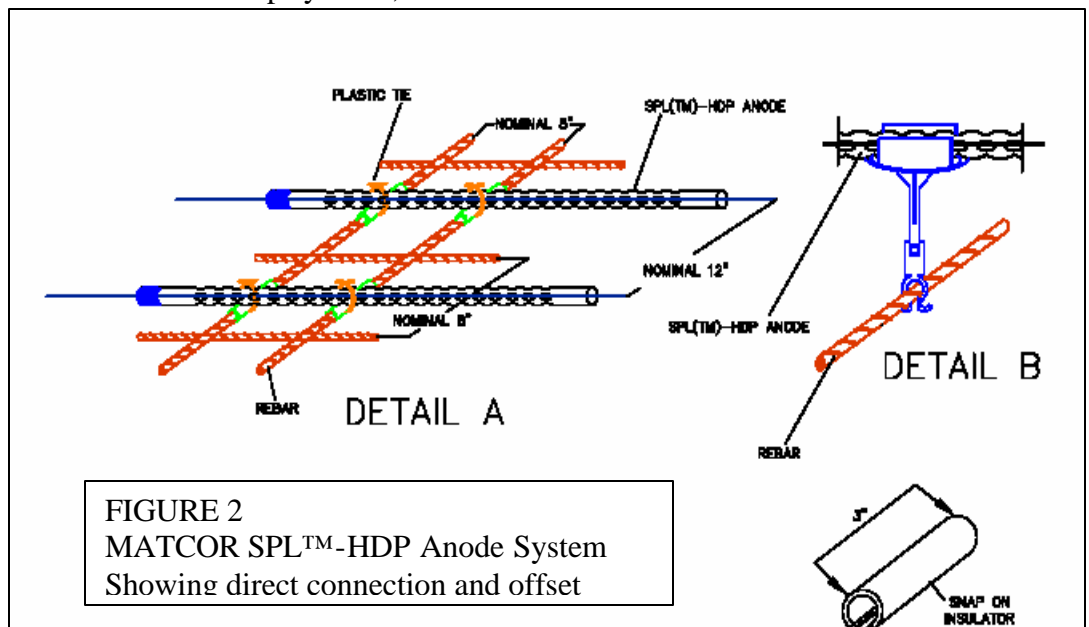 PLASTIC TIE
SPL(TM)-HDP ANODE
NOMINAL 8"
NOMINAL 12"
NOMINAL 8"
SPL(TM)-HDP ANODE
REBAR
DETAIL A
DETAIL B
REBAR
FIGURE 2
MATCOR SPL™-HDP Anode System
Showing direct connection and offset
3"
SNAP ON
INSULATOR